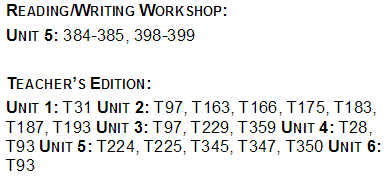 READING/WRITING WORKSHOP:
UNIT 5: 384-385, 398-399
TEACHER'S EDITION:
UNIT 1: T31 UNIT 2: T97, T163, T166, T175, T183,
T187, T193 UNIT 3: T97, T229, T359 UNIT 4: T28,
T93 UNIT 5: T224, T225, T345, T347, T350 UNIT 6:
T93